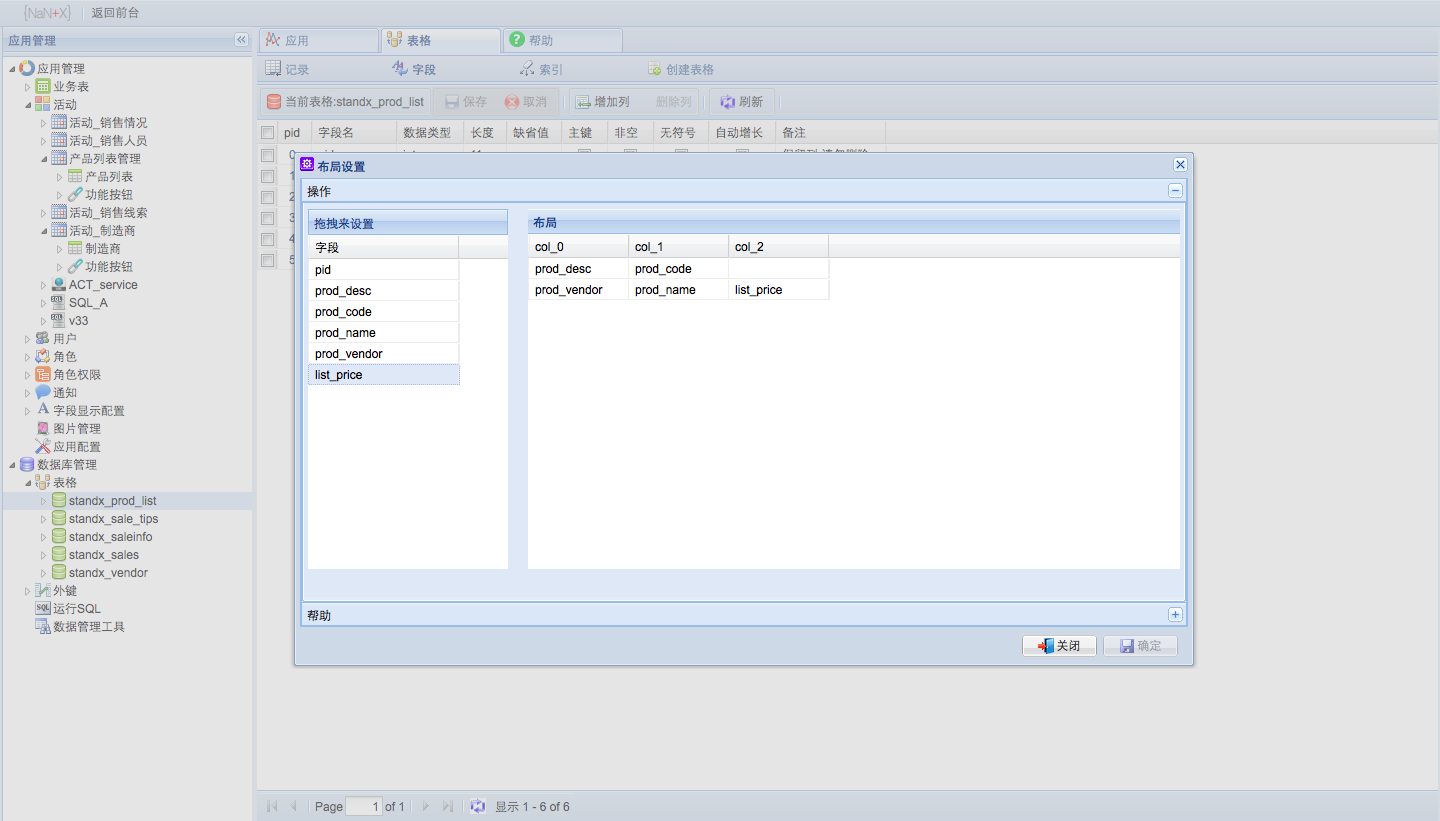 {NaN+X} 返回前台
应用管理
应用 表格 帮助
记录 字段 索引 创建表格
当前表格:standx_prod_list 保存 取消 增加列 删除列 刷新
pid 字段名 数据类型 长度 缺省值 主键 非空 无符号 自动增长 备注
0
1
2
3
4
5
应用管理
业务表
活动
活动_销售情况
活动_销售人员
产品列表管理
产品列表
功能按钮
活动_销售线索
活动_制造商
制造商
功能按钮
ACT_service
SQL_A
v33
用户
角色
角色权限
通知
字段显示配置
图片管理
应用配置
数据库管理
表格
standx_prod_list
standx_sale_tips
standx_saleinfo
standx_sales
standx_vendor
外键
运行SQL
数据管理工具
布局设置
操作
拖拽来设置
字段
pid
prod_desc
prod_code
prod_name
prod_vendor
list_price
布局
col_0 col_1 col_2
prod_desc prod_code
prod_vendor prod_name list_price
帮助
关闭 确定
Page 1 of 1 显示 1 - 6 of 6